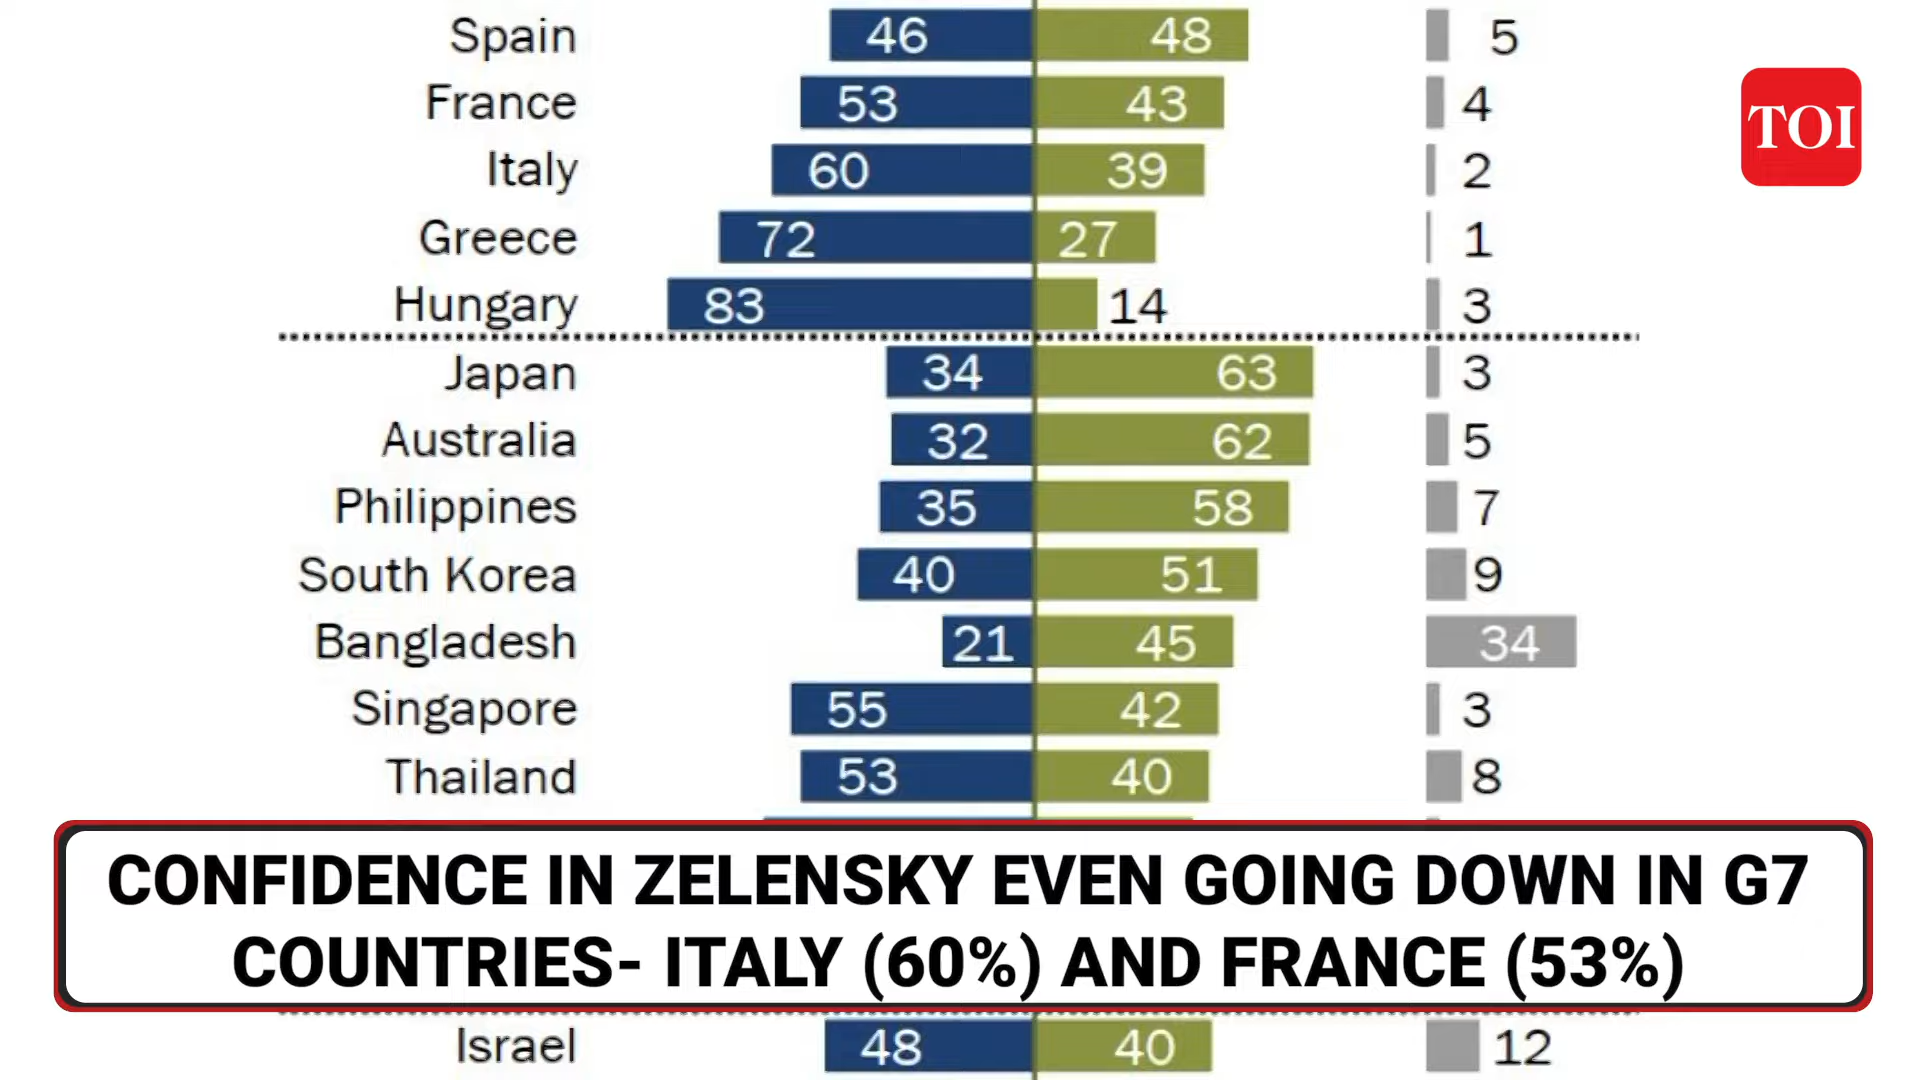 Spain 46 48 5
France 53 43 4
TOI
Italy 60 39 2
Greece 72 27 1
Hungary 83 14 3
Japan 34 63 3
Australia 32 62 5
Philippines 35 58 7
South Korea 40 51 9
Bangladesh 21 45 34
Singapore 55 42 3
Thailand 53 40 8
CONFIDENCE IN ZELENSKY EVEN GOING DOWN IN G7
COUNTRIES- ITALY (60%) AND FRANCE (53%)
Israel 48 40 12